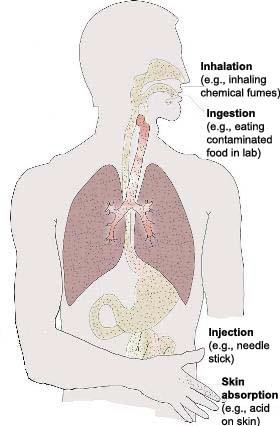 Inhalation
(e.g., inhaling
chemical fumes)
Ingestion
(e.g., eating
contaminated
food in lab)
Injection
(e.g., needle
stick)
Skin
absorption
(e.g., acid
on skin)